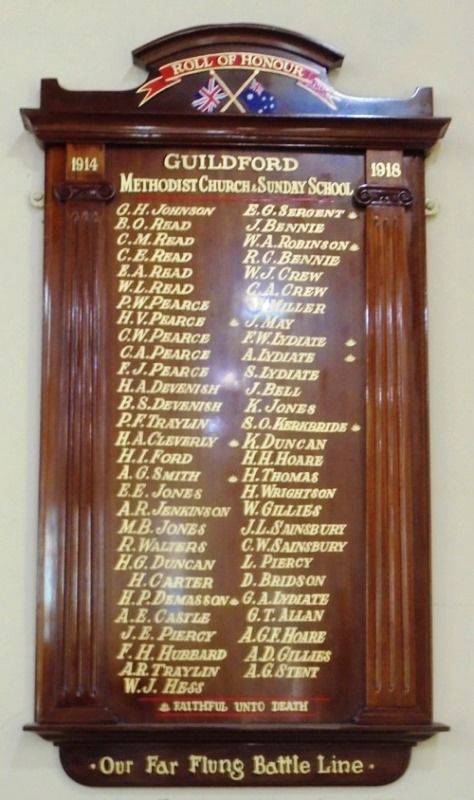 ROLL OF HONOUR
1914
1918
GUILDFORD
METHODIST CHURCH & SUNDAY SCHOOL
G. H. JOHNSON
B. O. READ
C. M. READ
C. E. READ
E. A. READ
W. L. READ
P. W. PEARCE
H. V. PEARCE
C. W. PEARCE
C. A. PEARCE
F. J. PEARCE
H. A. DEVENISH
B. S. DEVENISH
P. F. TRAYLIN
H. A. CLEVERLY
H. I. FORD
A. G. SMITH
E. E. JONES
A. R. JENKINSON
M. B. JONES
R. WALTERS
H. G. DUNCAN
H. CARTER
H. P. DEMASSON
A. E. CASTLE
J. E. PIERCY
F. H. HUBBARD
A. R. TRAYLIN
W. J. HESS
E. G. SERGENT
J. BENNIE
W. A. ROBINSON
R. C. BENNIE
W. J. CREW
C. A. CREW
MILLER
J. MAY
F. W. LYDIATE
A. LYDIATE
S. LYDIATE
J. BELL
K. JONES
S. O. KERKBRIDE
K. DUNCAN
H. H. HOARE
H. THOMAS
H. WRIGHTSON
W. GILLIES
J. L. SAINSBURY
C. W. SAINSBURY
L. PIERCY
D. BRIDSON
G. A. LYDIATE
G. T. ALLAN
A. G. F. HOARE
A. D. GILLIES
A. G. STENT
FAITHFUL UNTO DEATH
· Our Far Flung Battle Line ·